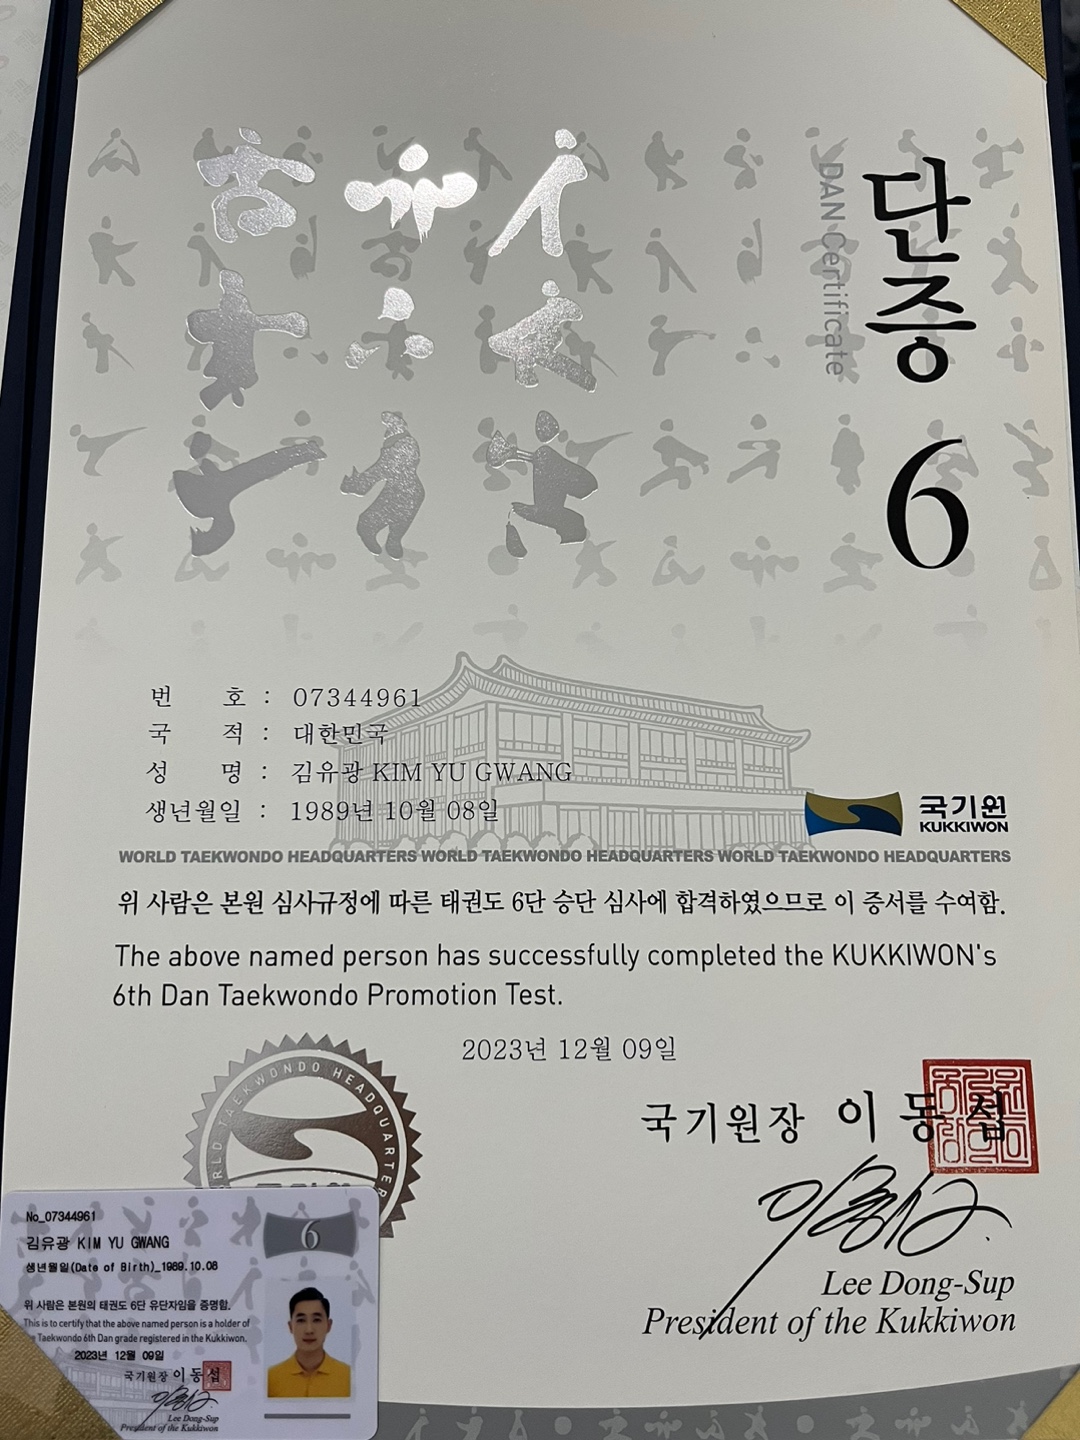 단증 6
DAN Certificate
번 호 : 07344961
국 적 : 대한민국
성 명 : 김유광 KIM YU GWANG
생년월일 : 1989년 10월 08일
국기원
KUKKIWON
WORLD TAEKWONDO HEADQUARTERS WORLD TAEKWONDO HEADQUARTERS WORLD TAEKWONDO HEADQUARTERS
위 사람은 본원 심사규정에 따른 태권도 6단 승단 심사에 합격하였으므로 이 증서를 수여함.
The above named person has successfully completed the KUKKIWON's
6th Dan Taekwondo Promotion Test.
2023년 12월 09일
WORLD TAEKWONDO HEADQUARTER
국기원장 이동섭
Lee Dong-Sup
President of the Kukkiwon
No_07344961
김유광 KIM YU GWANG
생년월일(Date of Birth)_1989.10.08
6
위 사람은 본원의 태권도 6단 유단자임을 증명함.
This is to certify that the above named person is a holder of
Taekwondo 6th Dan grade registered in the Kukkiwon.
2023년 12월 09일
국기원장 이동섭
Lee Dong-Sup
President of the Kukkiwon